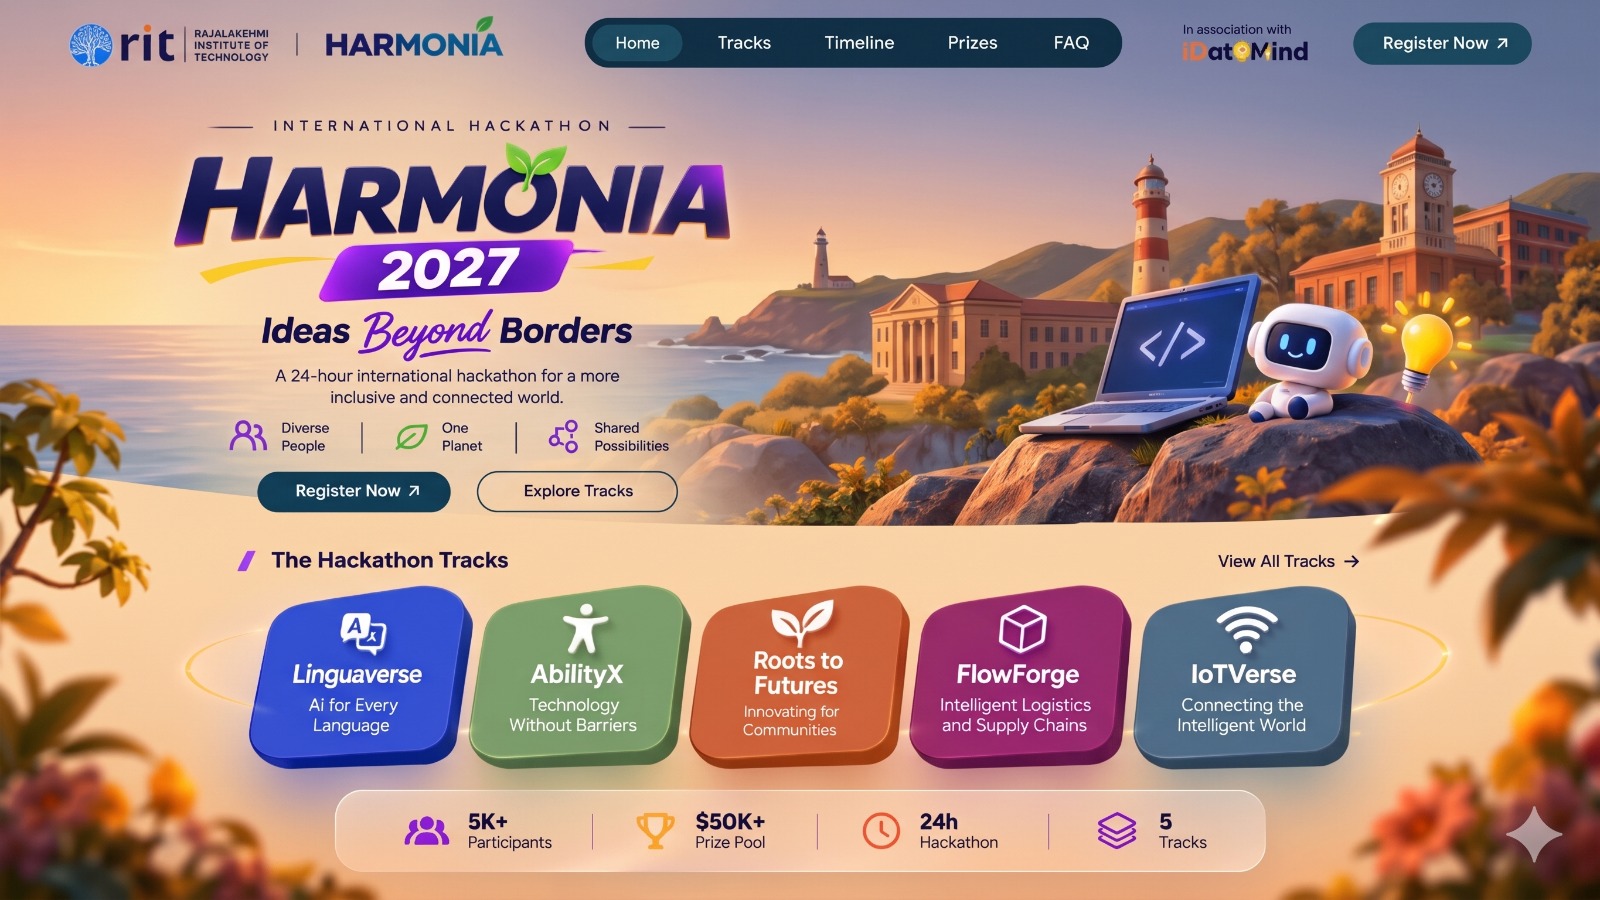 rit
RAJALAKEHMI
INSTITUTE OF
TECHNOLOGY
HARMONIA
Home
Tracks
Timeline
Prizes
FAQ
In association with
iDatOMind
Register Now ↗
INTERNATIONAL HACKATHON
HARMONIA
2027
Ideas Beyond Borders
A 24-hour international hackathon for a more
inclusive and connected world.
Diverse
People
One
Planet
Shared
Possibilities
Register Now ↗
Explore Tracks
</>
The Hackathon Tracks
View All Tracks →
Linguaverse
Ai for Every
Language
AbilityX
Technology
Without Barriers
Roots to
Futures
Innovating for
Communities
FlowForge
Intelligent Logistics
and Supply Chains
IoTVerse
Connecting the
Intelligent World
5K+
Participants
$50K+
Prize Pool
24h
Hackathon
5
Tracks